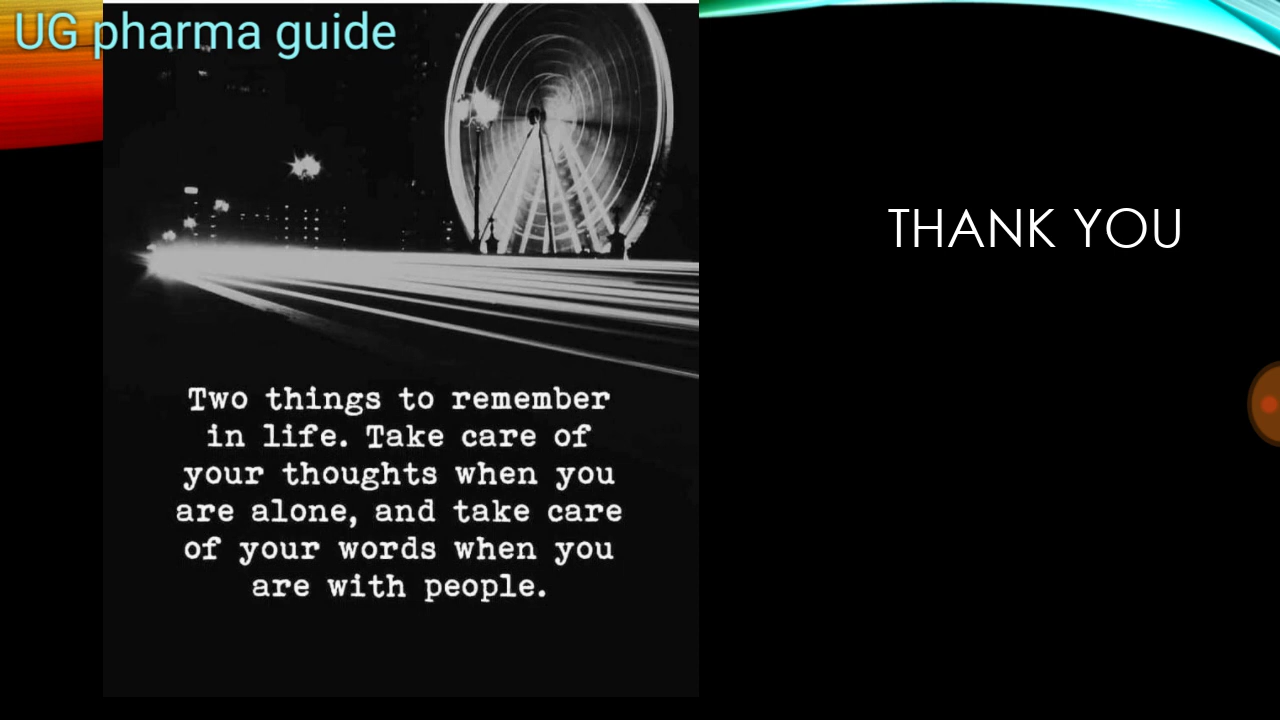 UG pharma guide
THANK YOU
Two things to remember
in life. Take care of
your thoughts when you
are alone, and take care
of your words when you
are with people.